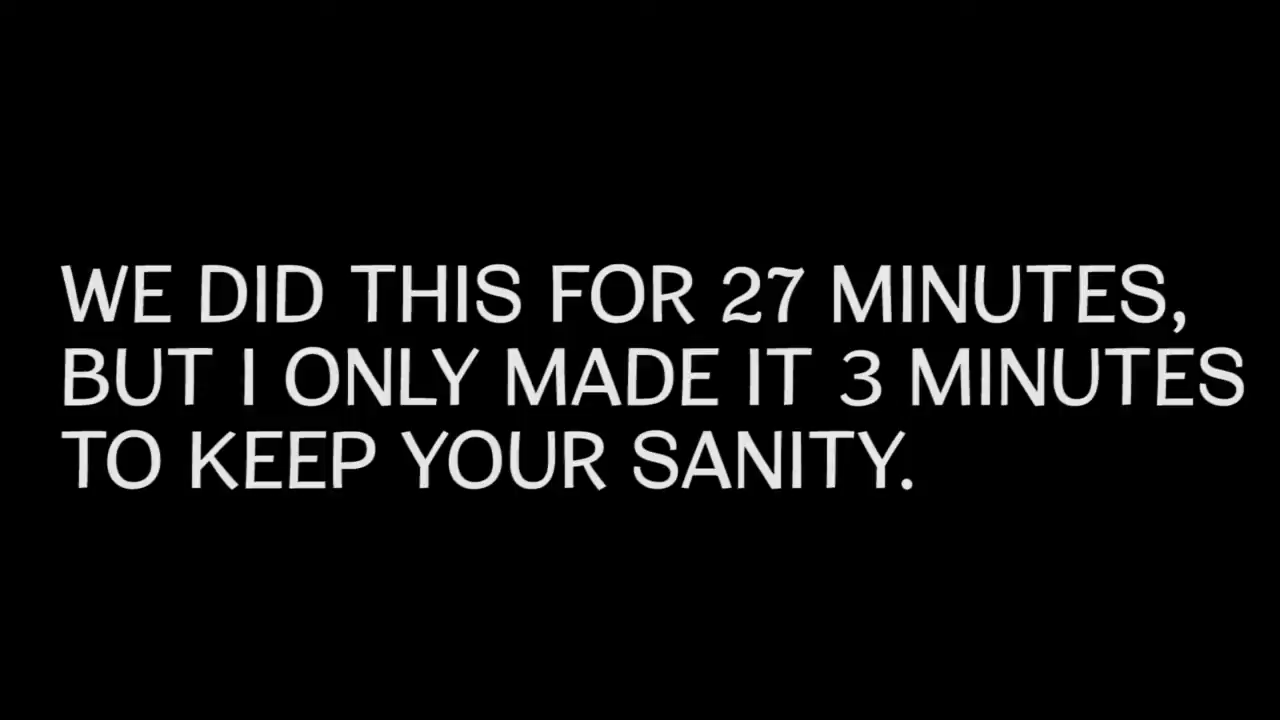 WE DID THIS FOR 27 MINUTES,
BUT I ONLY MADE IT 3 MINUTES
TO KEEP YOUR SANITY.